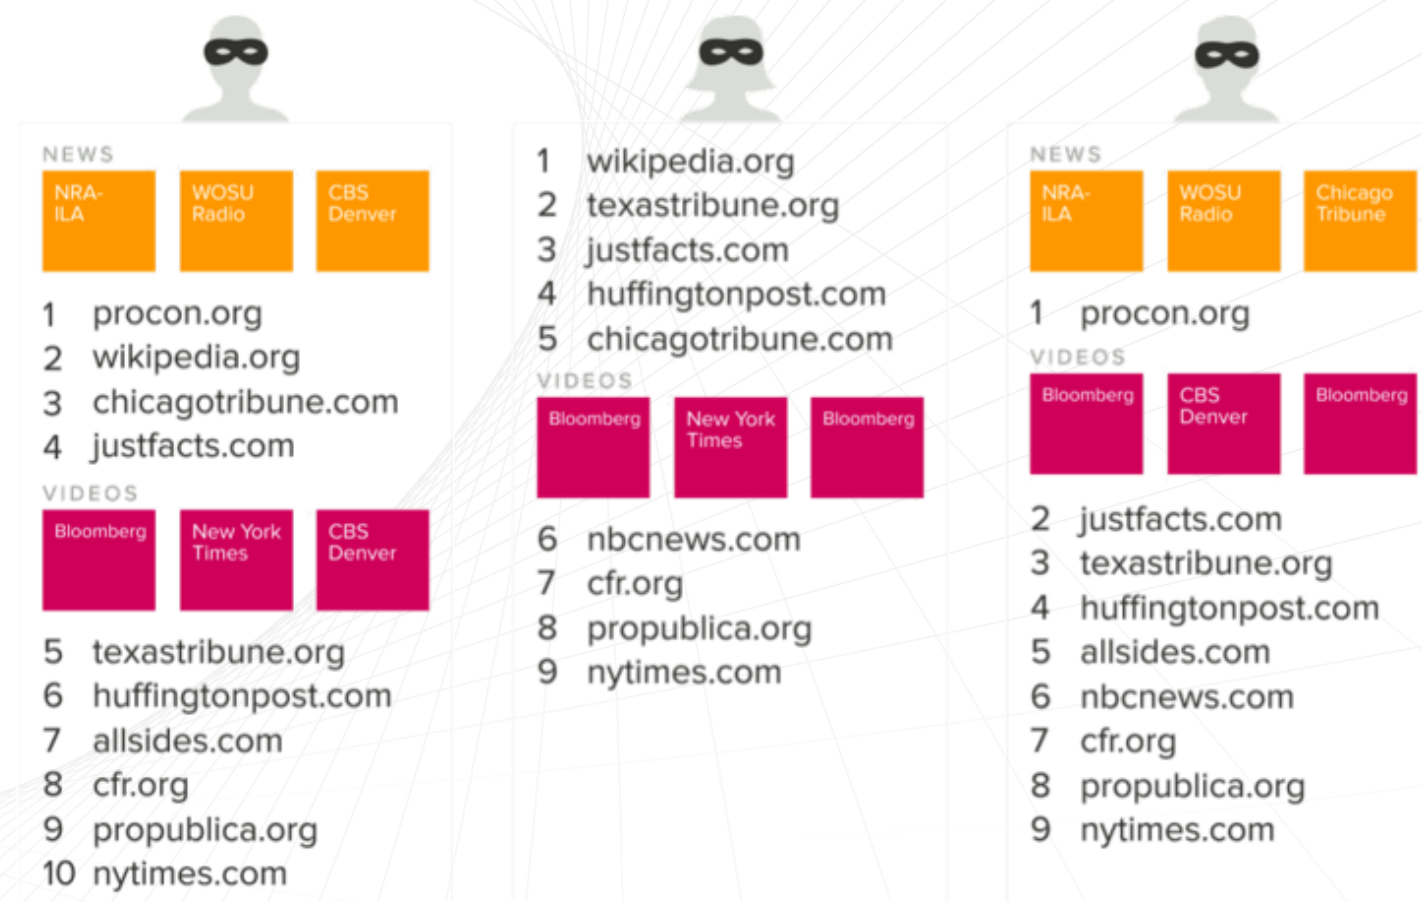 NEWS
NRA-
ILA
WOSU
Radio
CBS
Denver
1 procon.org
2 wikipedia.org
3 chicagotribune.com
4 justfacts.com
VIDEOS
Bloomberg
New York
Times
CBS
Denver
5 texastribune.org
6 huffingtonpost.com
7 allsides.com
8 cfr.org
9 propublica.org
10 nytimes.com
1 wikipedia.org
2 texastribune.org
3 justfacts.com
4 huffingtonpost.com
5 chicagotribune.com
VIDEOS
Bloomberg
New York
Times
Bloomberg
6 nbcnews.com
7 cfr.org
8 propublica.org
9 nytimes.com
NEWS
NRA-
ILA
WOSU
Radio
Chicago
Tribune
1 procon.org
VIDEOS
Bloomberg
CBS
Denver
Bloomberg
2 justfacts.com
3 texastribune.org
4 huffingtonpost.com
5 allsides.com
6 nbcnews.com
7 cfr.org
8 propublica.org
9 nytimes.com